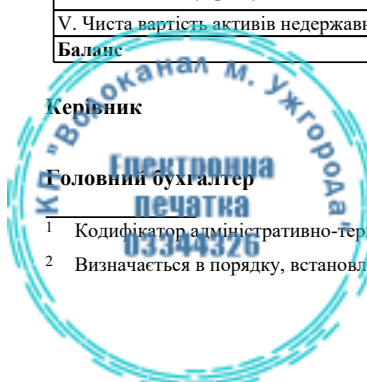 V. Чиста вартість активів недержавн
Баланс
КП "Водоканал м. Ужгорода"
Керівник
Електронна
Головний бухгалтер
печатка
03344326
1 Кодифікатор адміністративно-тер
2 Визначається в порядку, встановл